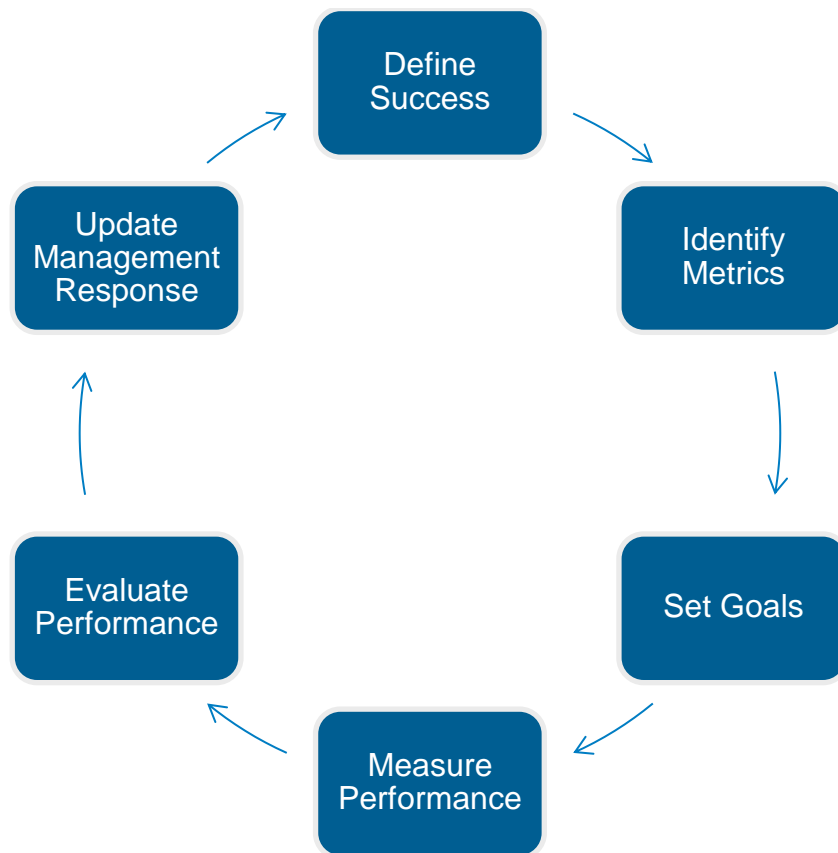 Define
Success
Identify
Metrics
Set Goals
Measure
Performance
Evaluate
Performance
Update
Management
Response